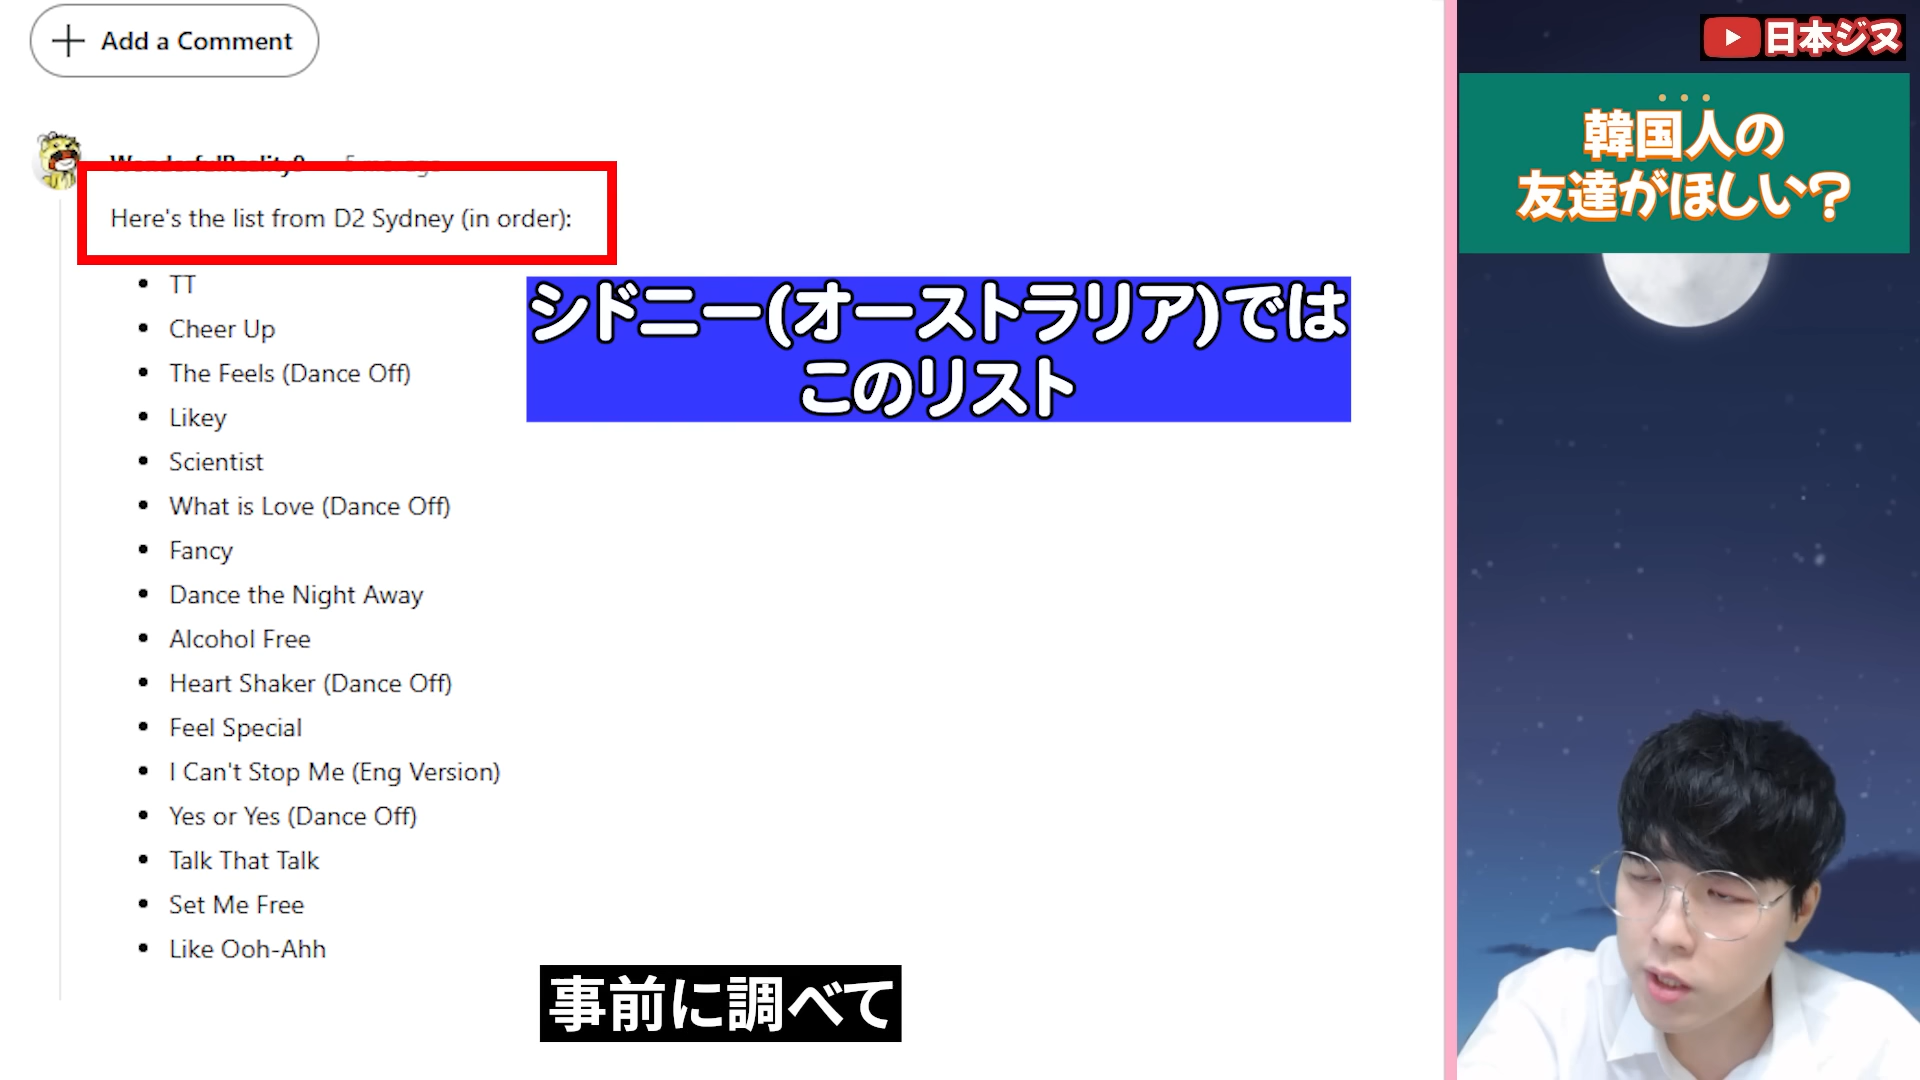 Add a Comment
日本ジヌ
韓国人の
友達がほしい?
Here's the list from D2 Sydney (in order):
シドニー(オーストラリア)では
このリスト
TT
Cheer Up
The Feels (Dance Off)
Likey
Scientist
What is Love (Dance Off)
Fancy
Dance the Night Away
Alcohol Free
Heart Shaker (Dance Off)
Feel Special
I Can't Stop Me (Eng Version)
Yes or Yes (Dance Off)
Talk That Talk
Set Me Free
Like Ooh-Ahh
事前に調べて